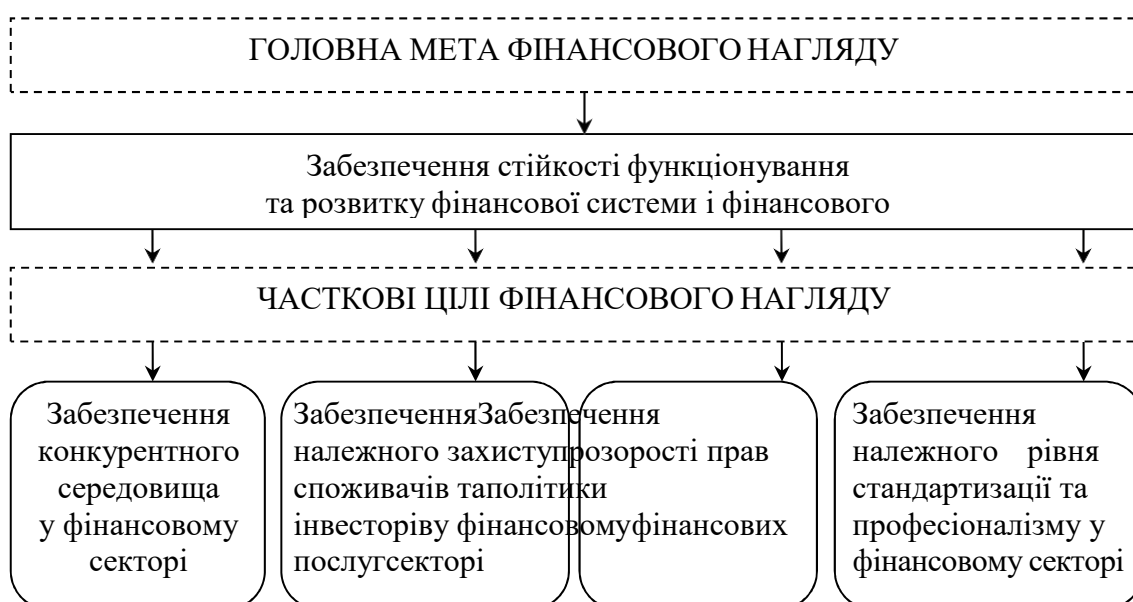 ГОЛОВНА МЕТА ФІНАНСОВОГО НАГЛЯДУ
Забезпечення стійкості функціонування
та розвитку фінансової системи і фінансового
ЧАСТКОВІ ЦІЛІ ФІНАНСОВОГО НАГЛЯДУ
Забезпечення
конкурентного
середовища
у фінансовому
секторі
ЗабезпеченняЗабезпечення
належного захиступрозорості прав
споживачів таполітики
інвесторіву фінансовомуфінансових
послугсекторі
Забезпечення
належного рівня
стандартизації та
професіоналізму у
фінансовому секторі